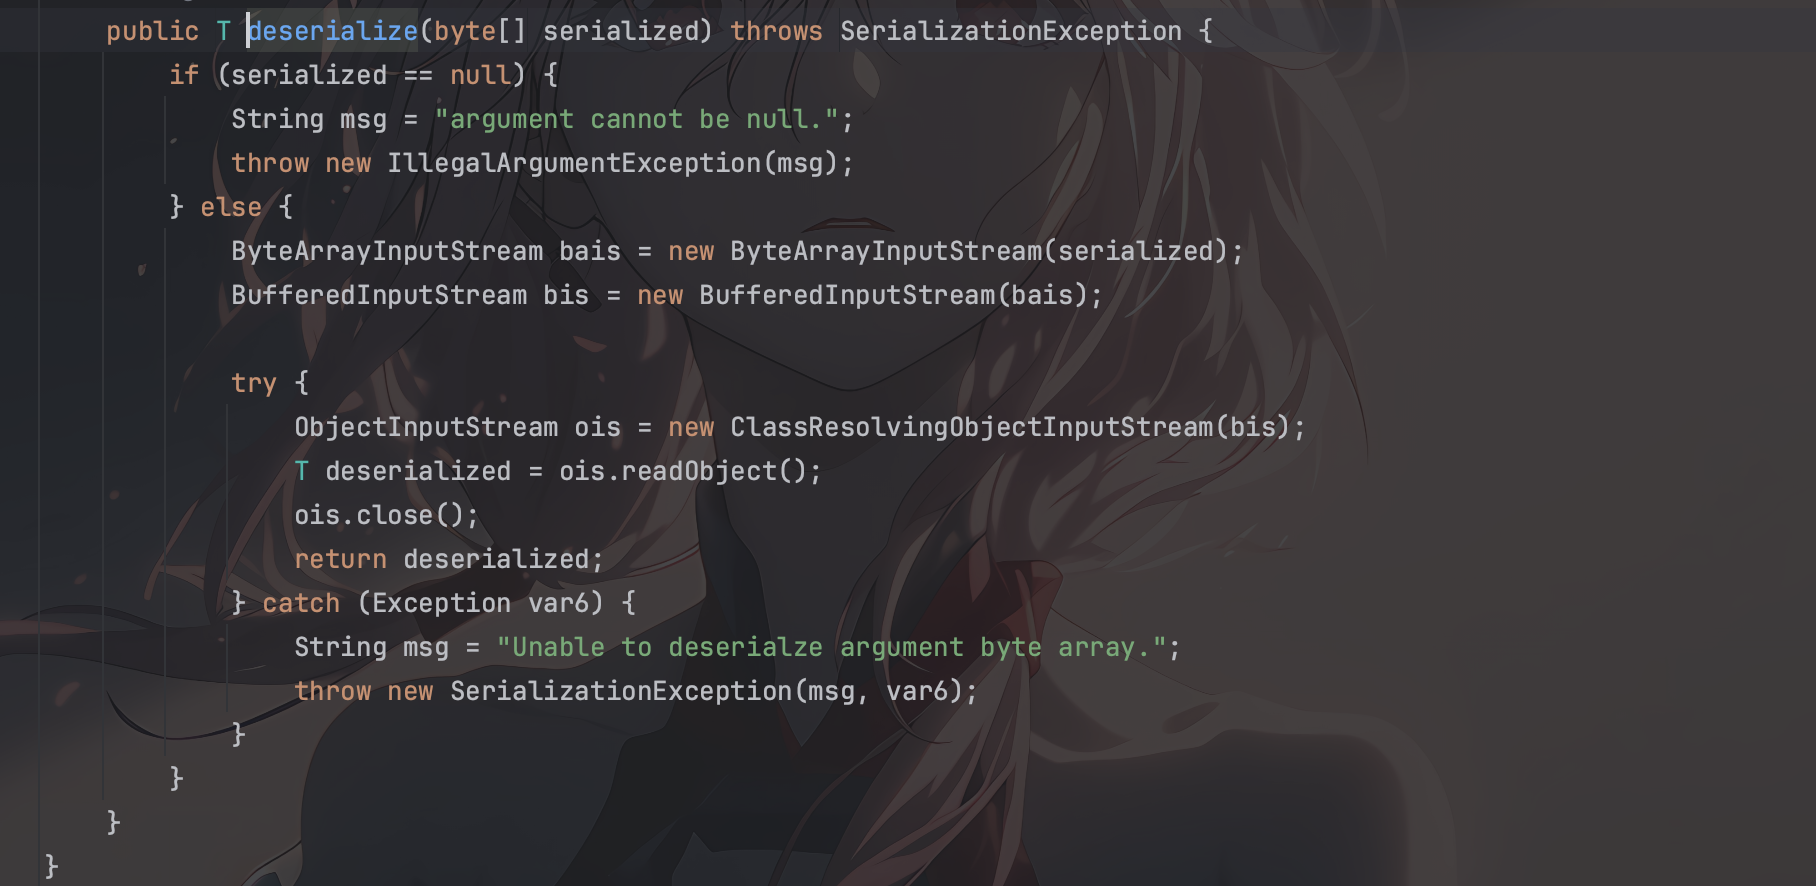 public T deserialize(byte[] serialized) throws SerializationException {
if (serialized == null) {
String msg = "argument cannot be null.";
throw new IllegalArgumentException(msg);
} else {
ByteArrayInputStream bais = new ByteArrayInputStream(serialized);
BufferedInputStream bis = new BufferedInputStream(bais);
try {
ObjectInputStream ois = new ClassResolvingObjectInputStream(bis);
T deserialized = ois.readObject();
ois.close();
return deserialized;
} catch (Exception var6) {
String msg = "Unable to deserialze argument byte array.";
throw new SerializationException(msg, var6);
}
}
}
}